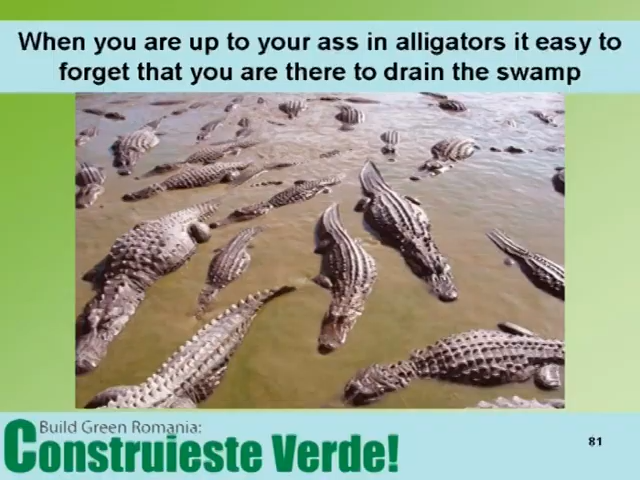 When you are up to your ass in alligators it easy to
forget that you are there to drain the swamp
Build Green Romania:
Construieste Verde!
81